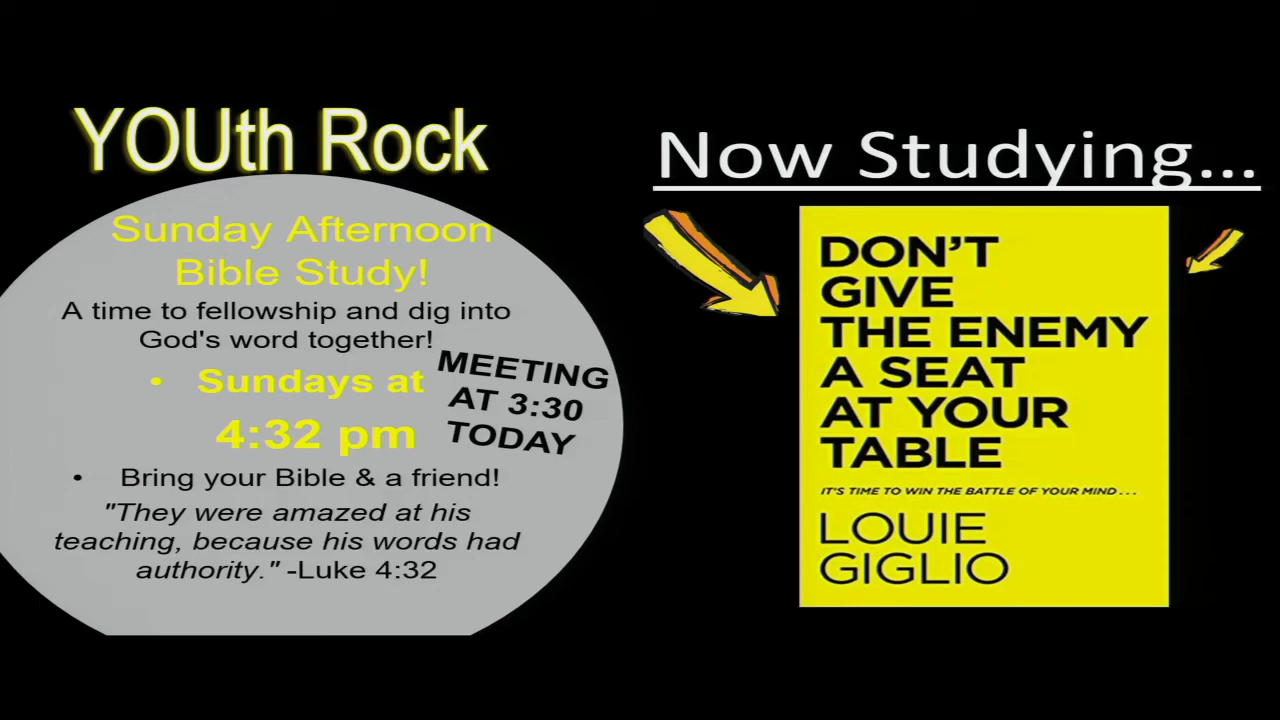 YOUth Rock
Sunday Afternoon
Bible Study!
A time to fellowship and dig into
God's word together!
• Sundays at
4:32 pm
MEETING
AT 3:30
TODAY
• Bring your Bible & a friend!
"They were amazed at his
teaching, because his words had
authority." -Luke 4:32
Now Studying...
DON'T
GIVE
THE ENEMY
A SEAT
AT YOUR
TABLE
IT'S TIME TO WIN THE BATTLE OF YOUR MIND...
LOUIE
GIGLIO